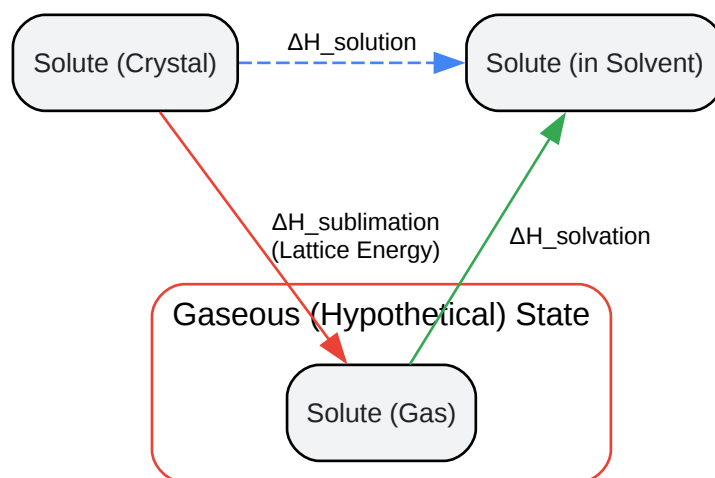 Solute (Crystal)
ΔH_solution
Solute (in Solvent)
ΔH_sublimation
(Lattice Energy)
ΔH_solvation
Gaseous (Hypothetical) State
Solute (Gas)